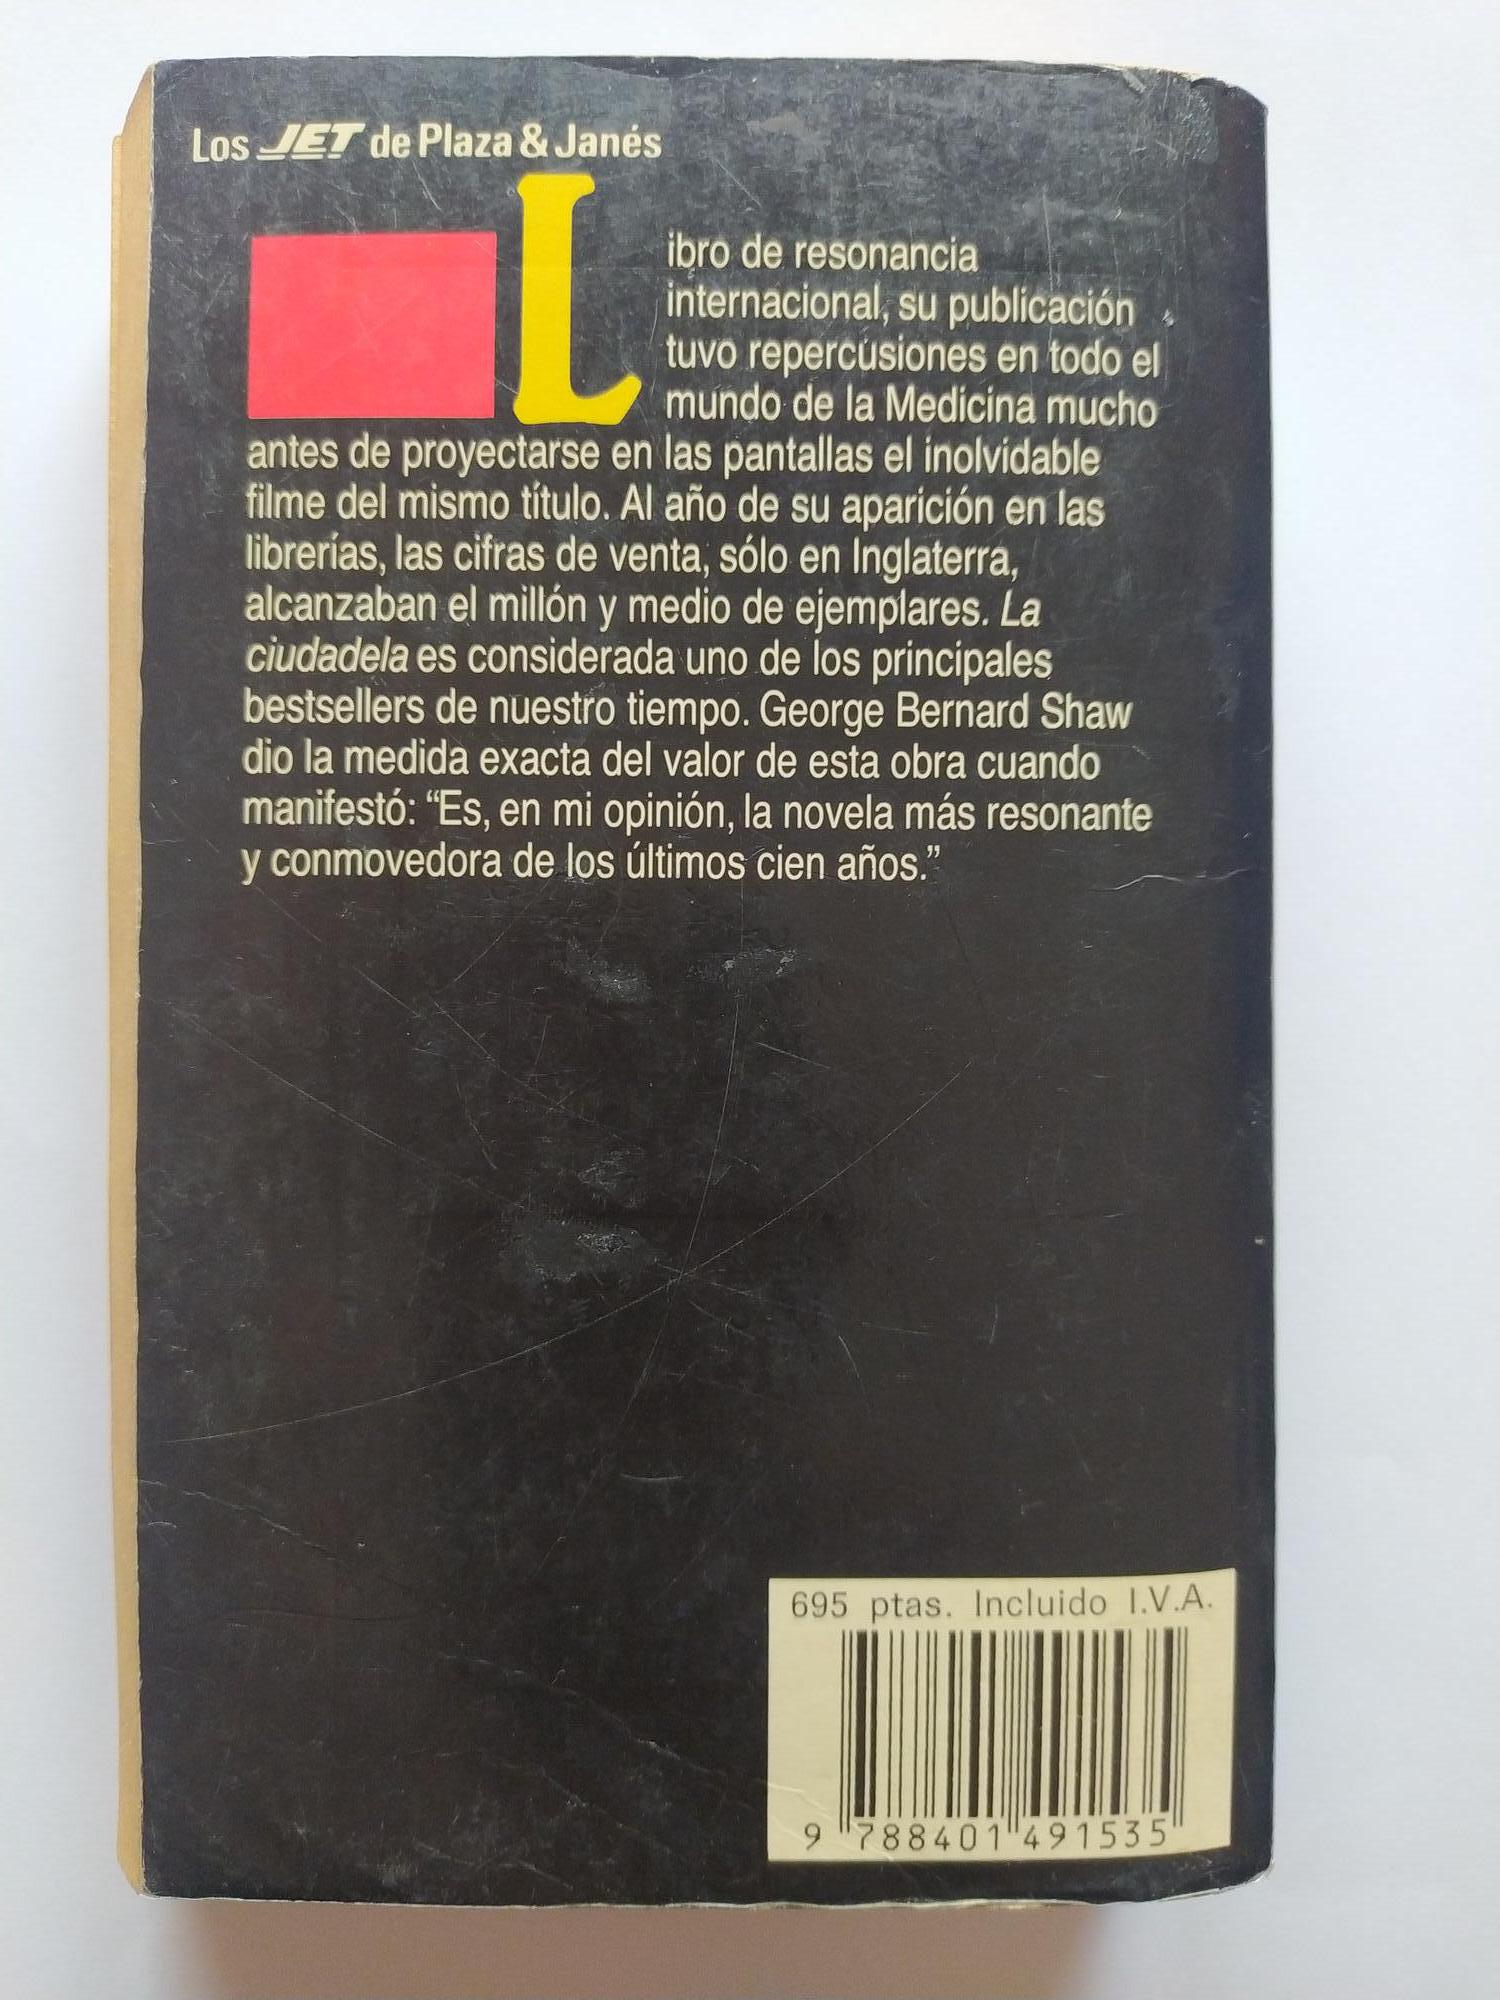 Los JET de Plaza & Janés
Libro de resonancia
internacional, su publicación
tuvo repercusiones en todo el
mundo de la Medicina mucho
antes de proyectarse en las pantallas el inolvidable
filme del mismo título. Al año de su aparición en las
librerías, las cifras de venta, sólo en Inglaterra,
alcanzaban el millón y medio de ejemplares. La
ciudadela es considerada uno de los principales
bestsellers de nuestro tiempo. George Bernard Shaw
dio la medida exacta del valor de esta obra cuando
manifestó: “Es, en mi opinión, la novela más resonante
y conmovedora de los últimos cien años.”
695 ptas. Incluido I.V.A.
9 788401 491535